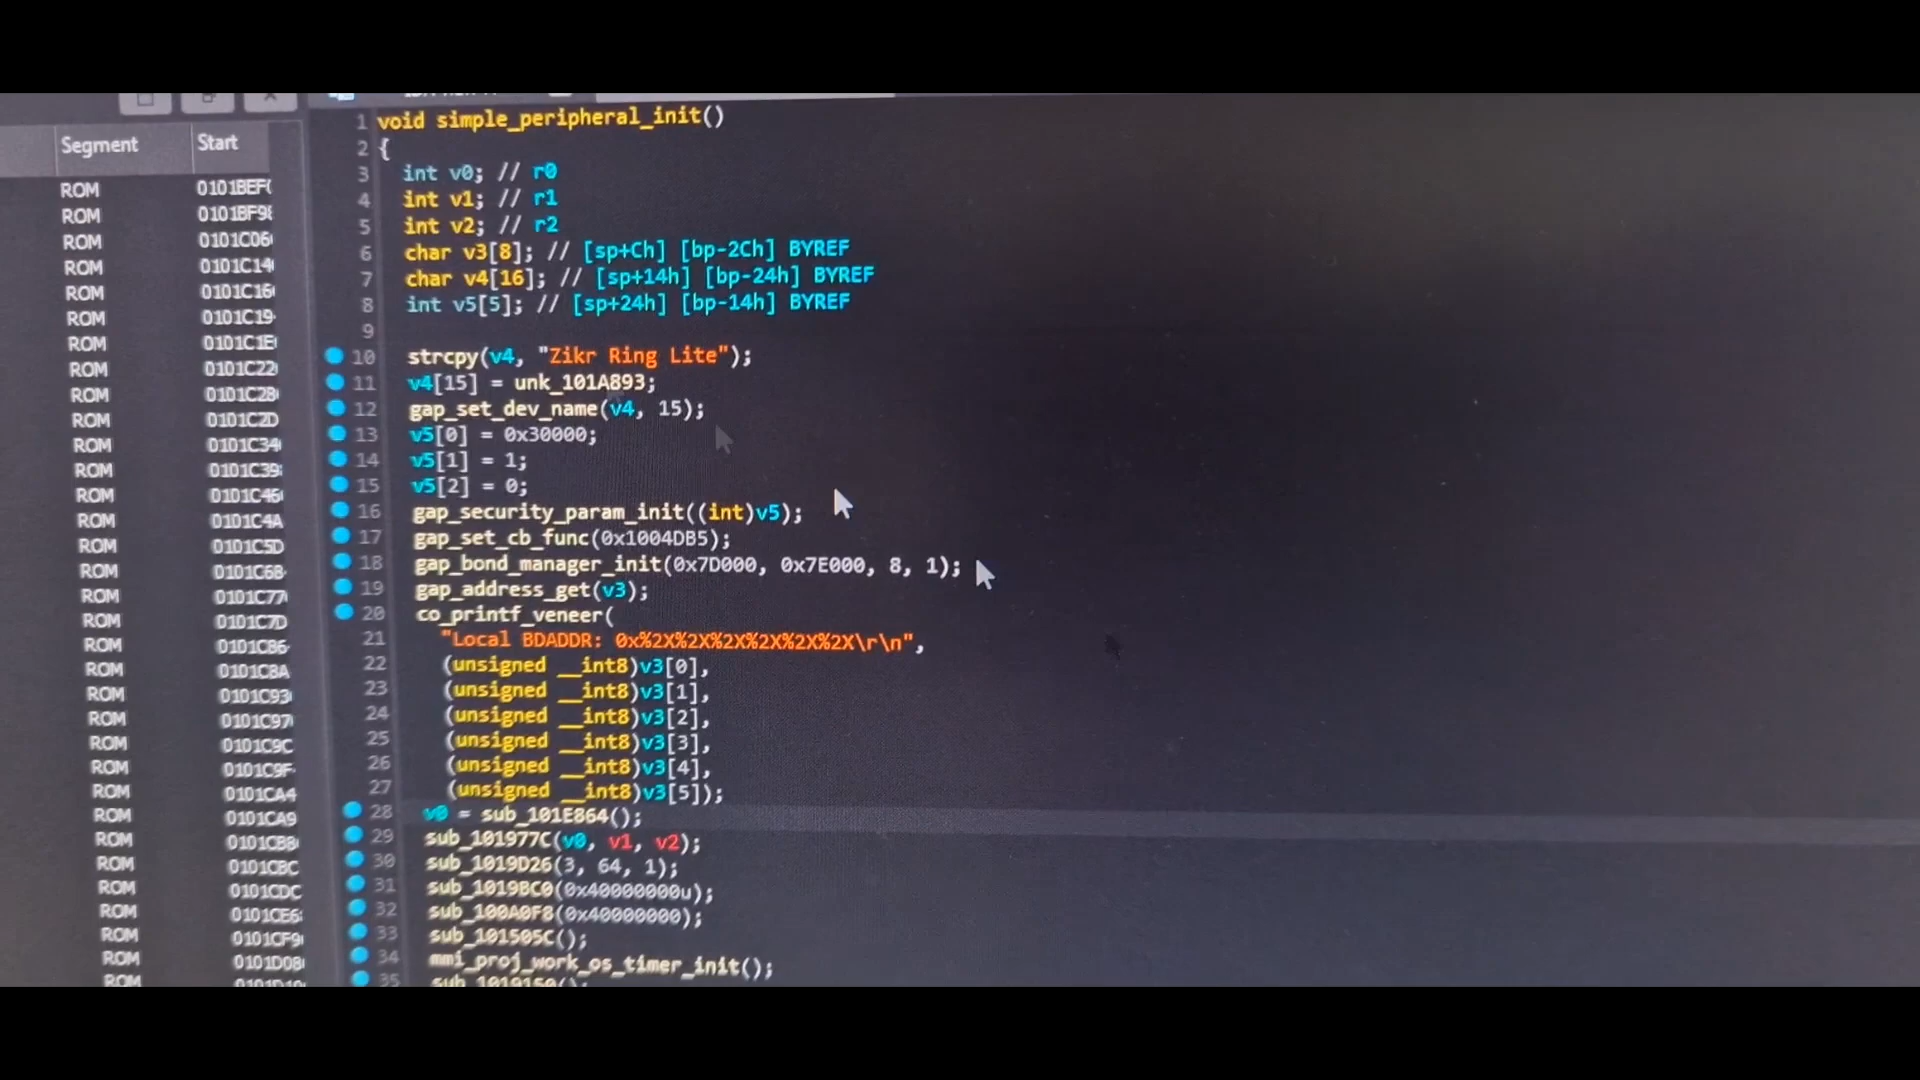 Segment Start
ROM 0101BEF
ROM 0101BF9
ROM 0101C06
ROM 0101C14
ROM 0101C16
ROM 0101C19
ROM 0101C1E
ROM 0101C22
ROM 0101C28
ROM 0101C2D
ROM 0101C34
ROM 0101C39
ROM 0101C46
ROM 0101C4A
ROM 0101C5D
ROM 0101C68
ROM 0101C77
ROM 0101C7D
ROM 0101C86
ROM 0101C8A
ROM 0101C93
ROM 0101C97
ROM 0101C9C
ROM 0101C9F
ROM 0101CA4
ROM 0101CA9
ROM 0101CB8
ROM 0101CBC
ROM 0101CDC
ROM 0101CE6
ROM 0101CF9
ROM 0101D08
ROM
1 void simple_peripheral_init()
2 {
3 int v0; // r0
4 int v1; // r1
5 int v2; // r2
6 char v3[8]; // [sp+Ch] [bp-2Ch] BYREF
7 char v4[16]; // [sp+14h] [bp-24h] BYREF
8 int v5[5]; // [sp+24h] [bp-14h] BYREF
9
10 strcpy(v4, "Zikr Ring Lite");
11 v4[15] = unk_101A893;
12 gap_set_dev_name(v4, 15);
13 v5[0] = 0x30000;
14 v5[1] = 1;
15 v5[2] = 0;
16 gap_security_param_init((int)v5);
17 gap_set_cb_func(0x1004DB5);
18 gap_bond_manager_init(0x7D000, 0x7E000, 8, 1);
19 gap_address_get(v3);
20 co_printf_veneer(
21 "Local BDADDR: 0x%2X%2X%2X%2X%2X%2X\r\n",
22 (unsigned __int8)v3[0],
23 (unsigned __int8)v3[1],
24 (unsigned __int8)v3[2],
25 (unsigned __int8)v3[3],
26 (unsigned __int8)v3[4],
27 (unsigned __int8)v3[5]);
28 v0 = sub_101E864();
29 sub_101977C(v0, v1, v2);
30 sub_1019D26(3, 64, 1);
31 sub_1019BC0(0x40000000u);
32 sub_100A0F8(0x40000000);
33 sub_101505C();
34 mmi_proj_work_os_timer_init();
35